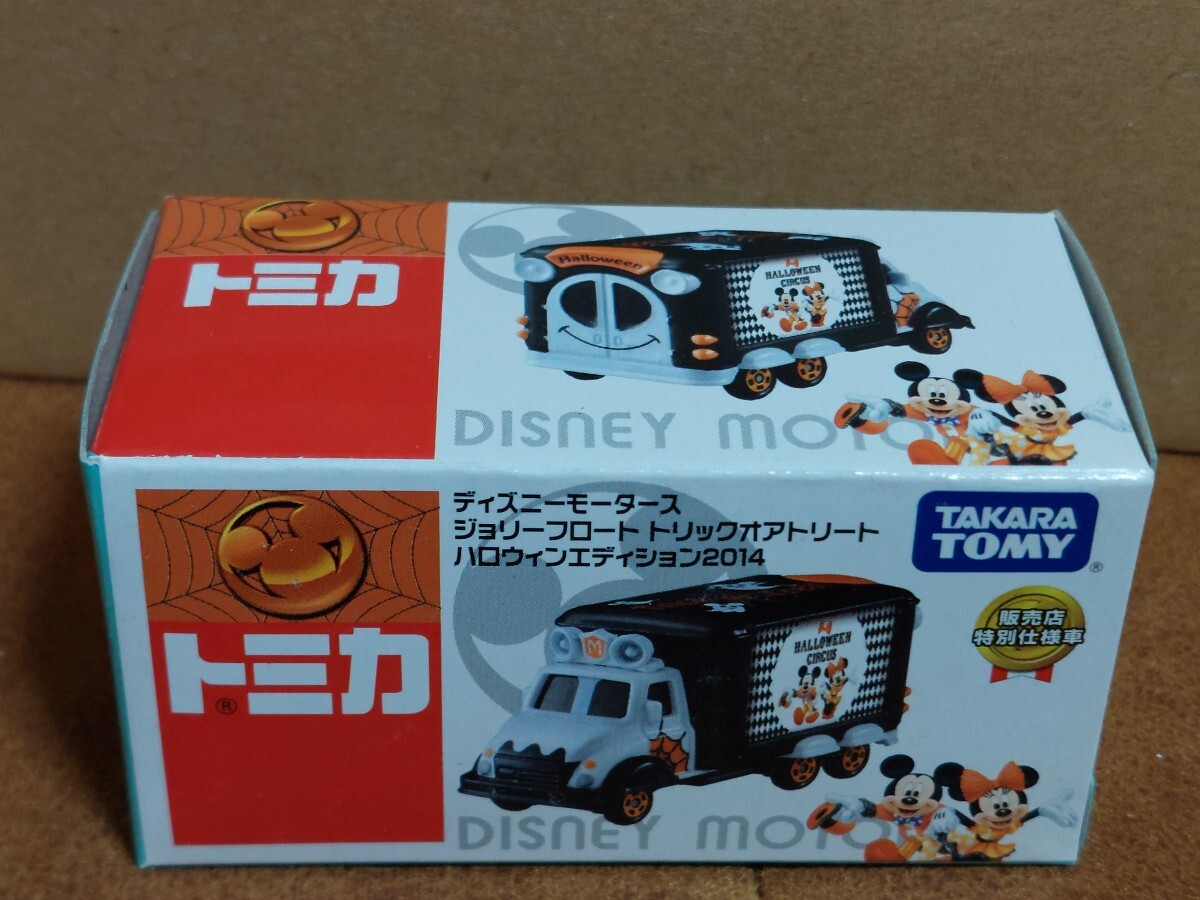 トミカ
Halloween
HALLOWEEN
CIRCUS
DISNEY MOTO
トミカ®
ディズニーモータース
ジョリーフロート トリックオアトリート
ハロウィンエディション2014
TAKARA
TOMY®
販売店
特別仕様車
M
HALLOWEEN
CIRCUS
DISNEY MOTO